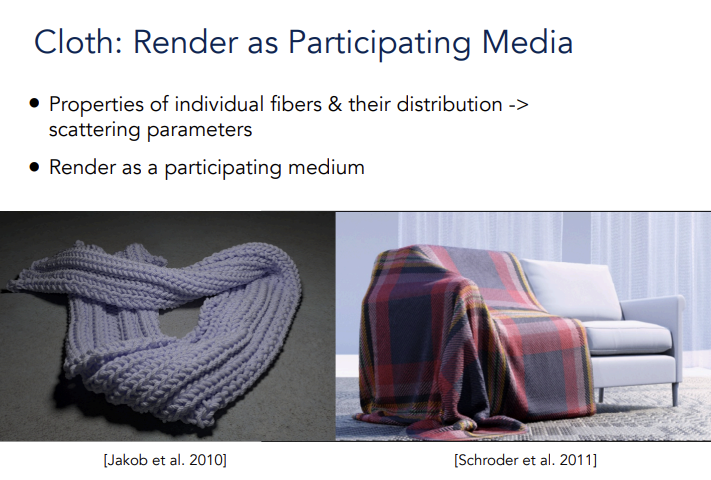 Cloth: Render as Participating Media
• Properties of individual fibers & their distribution ->
scattering parameters
• Render as a participating medium
[Jakob et al. 2010]
[Schroder et al. 2011]